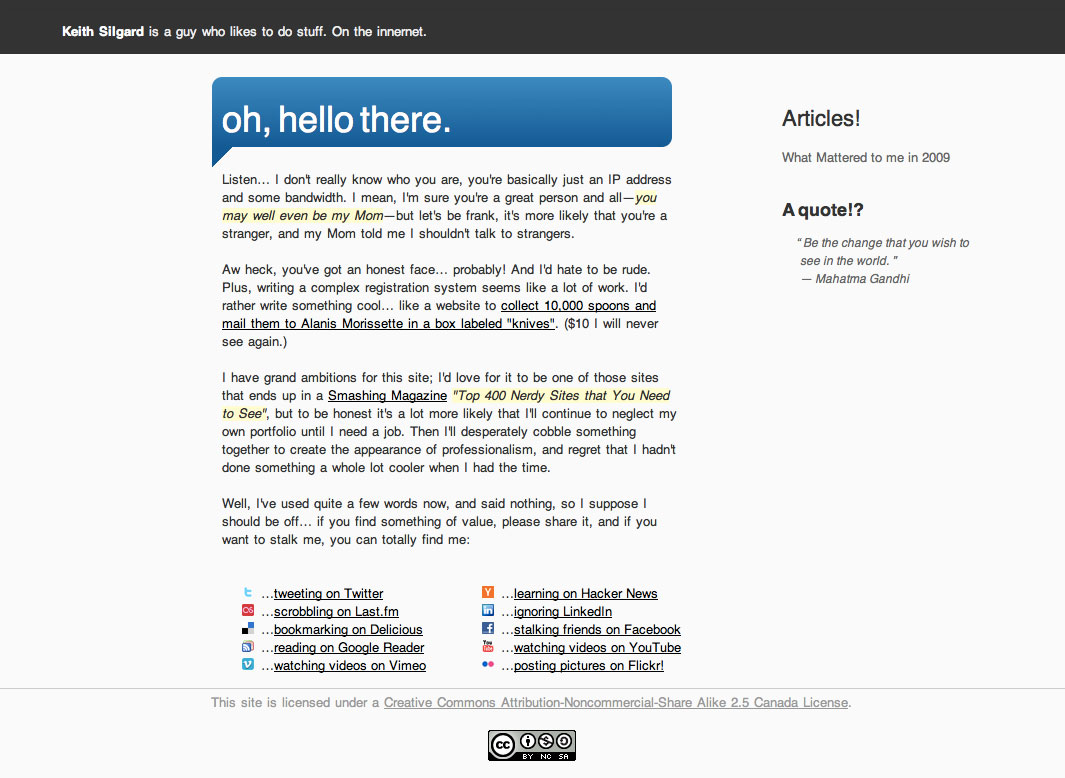 Keith Silgard is a guy who likes to do stuff. On the innernet.
oh, hello there.
Listen... I don't really know who you are, you're basically just an IP address
and some bandwidth. I mean, I'm sure you're a great person and all—you
may well even be my Mom—but let's be frank, it's more likely that you're a
stranger, and my Mom told me I shouldn't talk to strangers.
Aw heck, you've got an honest face... probably! And I'd hate to be rude.
Plus, writing a complex registration system seems like a lot of work. I'd
rather write something cool... like a website to collect 10,000 spoons and
mail them to Alanis Morissette in a box labeled "knives". ($10 I will never
see again.)
I have grand ambitions for this site; I'd love for it to be one of those sites
that ends up in a Smashing Magazine "Top 400 Nerdy Sites that You Need
to See", but to be honest it's a lot more likely that I'll continue to neglect my
own portfolio until I need a job. Then I'll desperately cobble something
together to create the appearance of professionalism, and regret that I hadn't
done something a whole lot cooler when I had the time.
Well, I've used quite a few words now, and said nothing, so I suppose I
should be off... if you find something of value, please share it, and if you
want to stalk me, you can totally find me:
...tweeting on Twitter
...scrobbling on Last.fm
...bookmarking on Delicious
...reading on Google Reader
...watching videos on Vimeo
...learning on Hacker News
...ignoring LinkedIn
...stalking friends on Facebook
...watching videos on YouTube
...posting pictures on Flickr!
Articles!
What Mattered to me in 2009
A quote!?
“ Be the change that you wish to
see in the world. ”
— Mahatma Gandhi
This site is licensed under a Creative Commons Attribution-Noncommercial-Share Alike 2.5 Canada License.
cc
BY NC SA